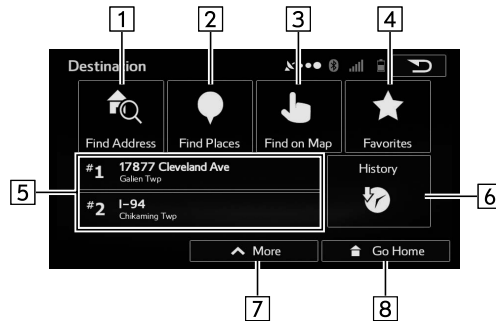 1 2 3 4
Destination
Find Address Find Places Find on Map Favorites
5
#1 17877 Cleveland Ave
Galien Twp
History
6
#2 I-94
Chikaming Twp
More Go Home
7 8